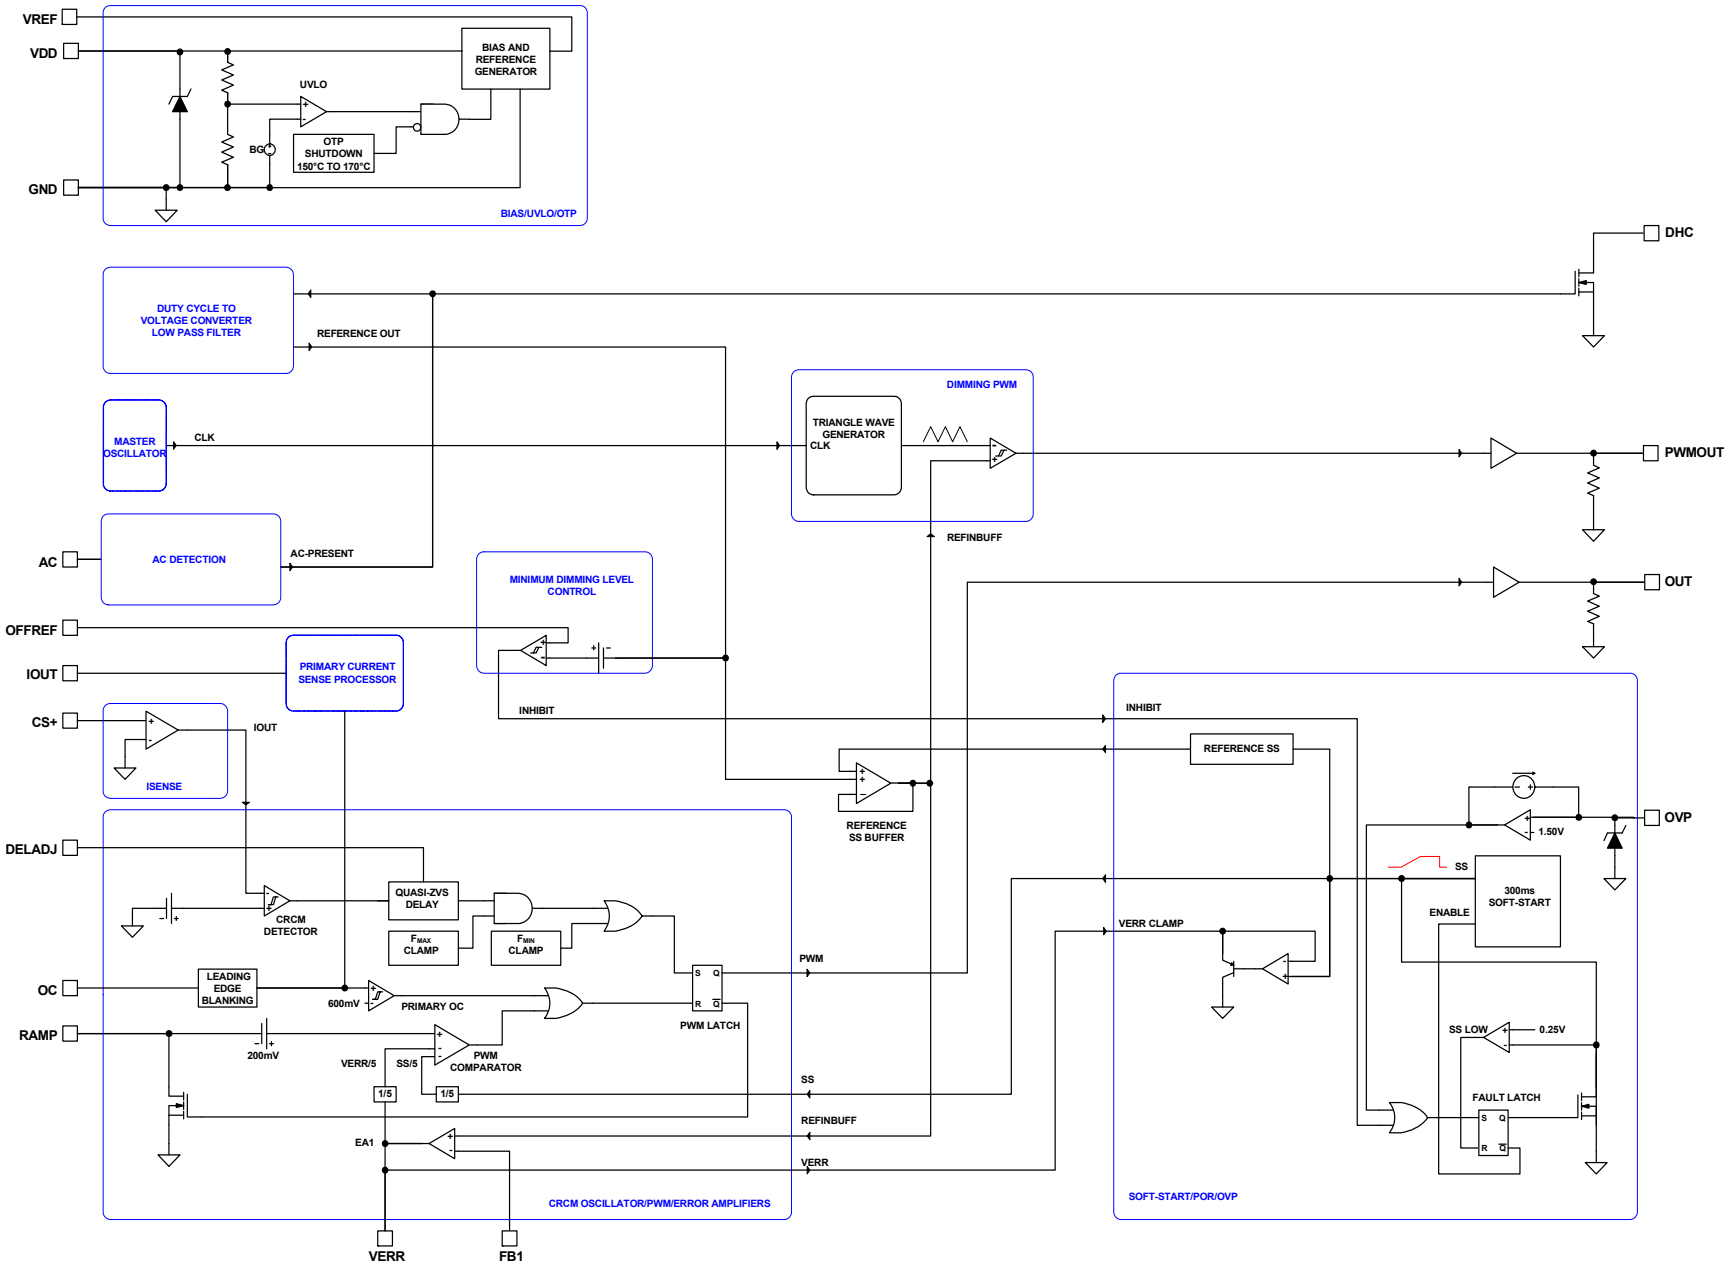 VREF
VDD
BIAS AND
REFERENCE
GENERATOR
UVLO
+
-
BG
+
-
OTP
SHUTDOWN
150°C TO 170°C
GND
BIAS/UVLO/OTP
DHC
DUTY CYCLE TO
VOLTAGE CONVERTER
LOW PASS FILTER
REFERENCE OUT
DIMMING PWM
MASTER
OSCILLATOR
CLK
TRIANGLE WAVE
GENERATOR
CLK
-
+
PWMOUT
REFINBUFF
AC
AC DETECTION
AC-PRESENT
MINIMUM DIMMING LEVEL
CONTROL
OUT
OFFREF
+
-
+
-
IOUT
PRIMARY CURRENT
SENSE PROCESSOR
CS+
+
-
IOUT
ISENSE
INHIBIT
INHIBIT
REFERENCE SS
+
+
–
REFERENCE
SS BUFFER
-
+
+
-
1.50V
OVP
DELADJ
QUASI-ZVS
DELAY
SS
300ms
SOFT-START
ENABLE
-
+
-
+
CRCM
DETECTOR
FMAX
CLAMP
FMIN
CLAMP
VERR CLAMP
-
+
PWM
S
Q
R
Q
PWM LATCH
OC
LEADING
EDGE
BLANKING
600mV
+
-
PRIMARY OC
RAMP
-
+
200mV
+
-
-
PWM
COMPARATOR
VERR/5
SS/5
1/5
1/5
SS
SS LOW
+
-
0.25V
FAULT LATCH
S
Q
R
Q
REFINBUFF
EA1
+
-
VERR
CRCM OSCILLATOR/PWM/ERROR AMPLIFIERS
SOFT-START/POR/OVP
VERR
FB1